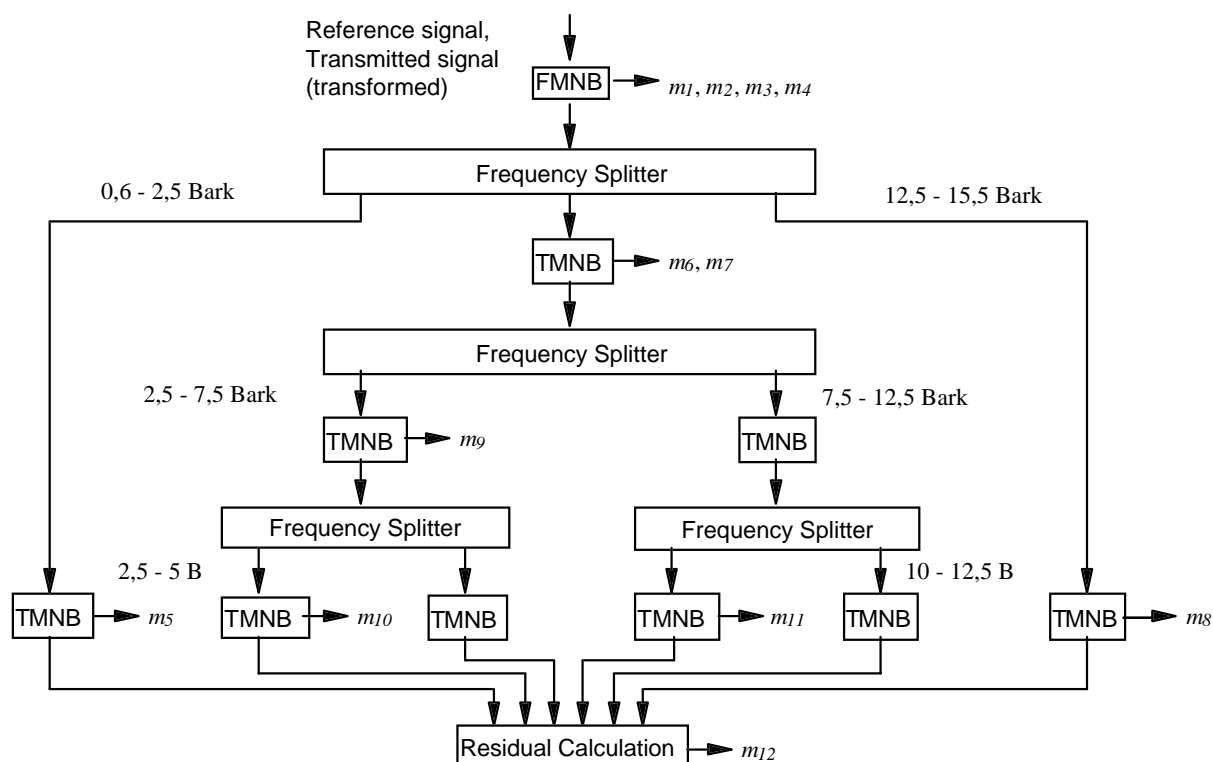 Reference signal,
Transmitted signal
(transformed)
FMNB
m1, m2, m3, m4
Frequency Splitter
0,6 - 2,5 Bark
12,5 - 15,5 Bark
TMNB
m6, m7
Frequency Splitter
2,5 - 7,5 Bark
7,5 - 12,5 Bark
TMNB
m9
TMNB
Frequency Splitter
Frequency Splitter
2,5 - 5 B
10 - 12,5 B
TMNB
m5
TMNB
m10
TMNB
TMNB
m11
TMNB
TMNB
m8
Residual Calculation
m12